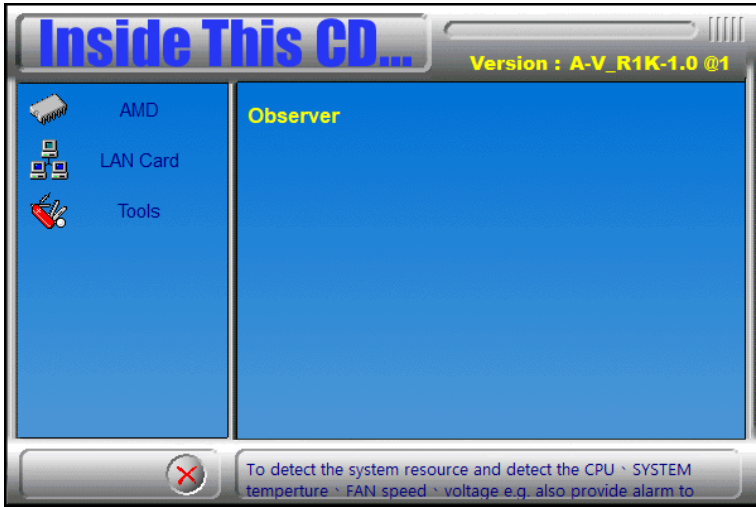 Inside This CD...
Version : A-V_R1K-1.0 @1
AMD
LAN Card
Tools
Observer
To detect the system resource and detect the CPU、SYSTEM
temperture、FAN speed、voltage e.g. also provide alarm to